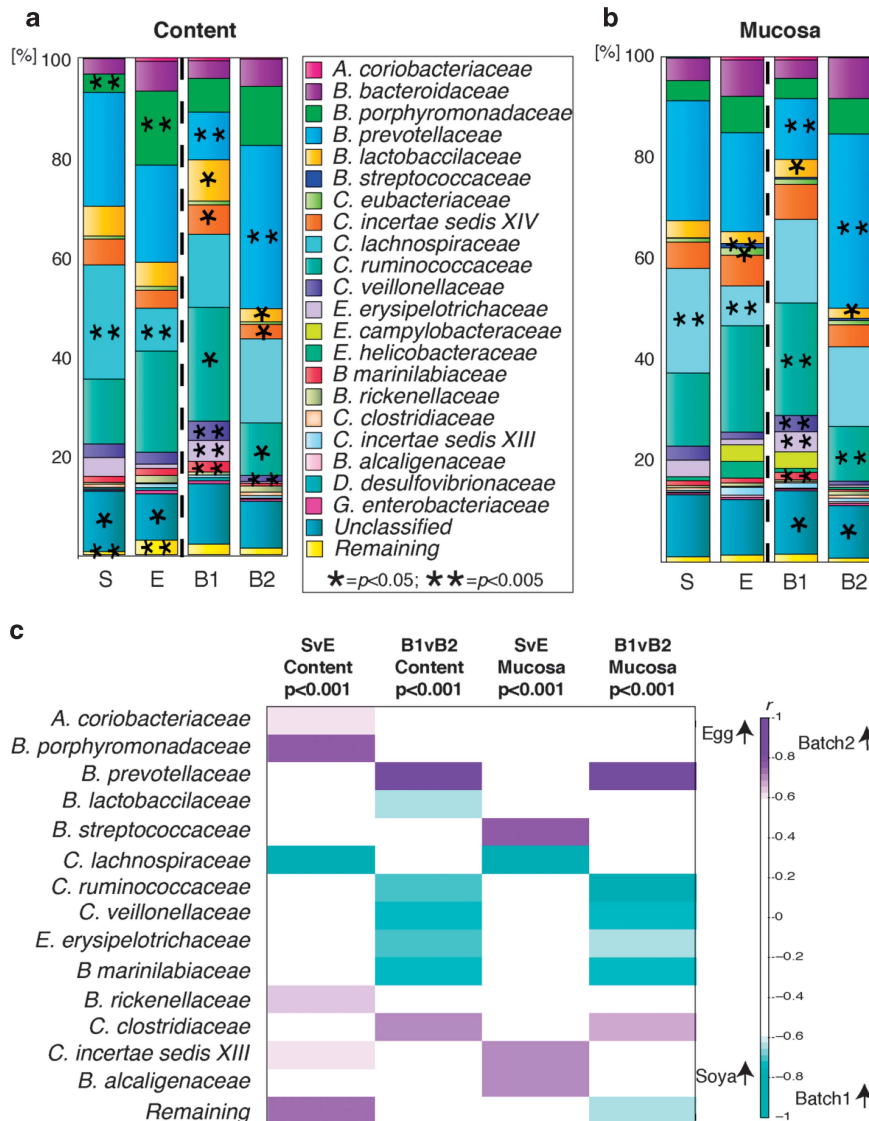 a
Content
[%]
100
80
60
40
20
S E B1 B2
A. coriobacteriaceae
B. bacteroidaceae
B. porphyromonadaceae
B. prevotellaceae
B. lactobaccilaceae
B. streptococcaceae
C. eubacteriaceae
C. incertae sedis XIV
C. lachnospiraceae
C. ruminococcaceae
C. veillonellaceae
E. erysipelotrichaceae
E. campylobacteraceae
E. helicobacteraceae
B marinilabiaceae
B. rickenellaceae
C. clostridiaceae
C. incertae sedis XIII
B. alcaligenaceae
D. desulfovibrionaceae
G. enterobacteriaceae
Unclassified
Remaining
*=p<0.05; **=p<0.005
b
Mucosa
[%]
100
80
60
40
20
S E B1 B2
c
SvE Content p<0.001
B1vB2 Content p<0.001
SvE Mucosa p<0.001
B1vB2 Mucosa p<0.001
A. coriobacteriaceae
B. porphyromonadaceae
B. prevotellaceae
B. lactobaccilaceae
B. streptococcaceae
C. lachnospiraceae
C. ruminococcaceae
C. veillonellaceae
E. erysipelotrichaceae
B marinilabiaceae
B. rickenellaceae
C. clostridiaceae
C. incertae sedis XIII
B. alcaligenaceae
Remaining
r
Egg
Batch2
1
0.8
0.6
0.4
0.2
0
-0.2
-0.4
-0.6
-0.8
-1
Soya
Batch1